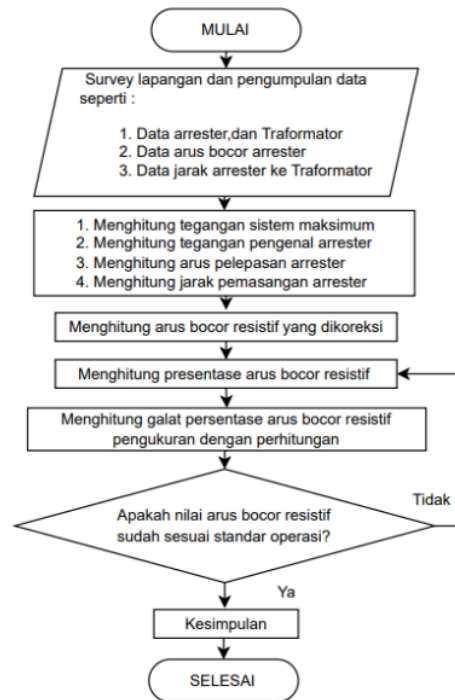 MULAI
Survey lapangan dan pengumpulan data
seperti :
1. Data arrester,dan Traformator
2. Data arus bocor arrester
3. Data jarak arrester ke Traformator
1. Menghitung tegangan sistem maksimum
2. Menghitung tegangan pengenal arrester
3. Menghitung arus pelepasan arrester
4. Menghitung jarak pemasangan arrester
Menghitung arus bocor resistif yang dikoreksi
Menghitung presentase arus bocor resistif
Menghitung galat persentase arus bocor resistif
pengukuran dengan perhitungan
Apakah nilai arus bocor resistif
sudah sesuai standar operasi?
Tidak
Ya
Kesimpulan
SELESAI